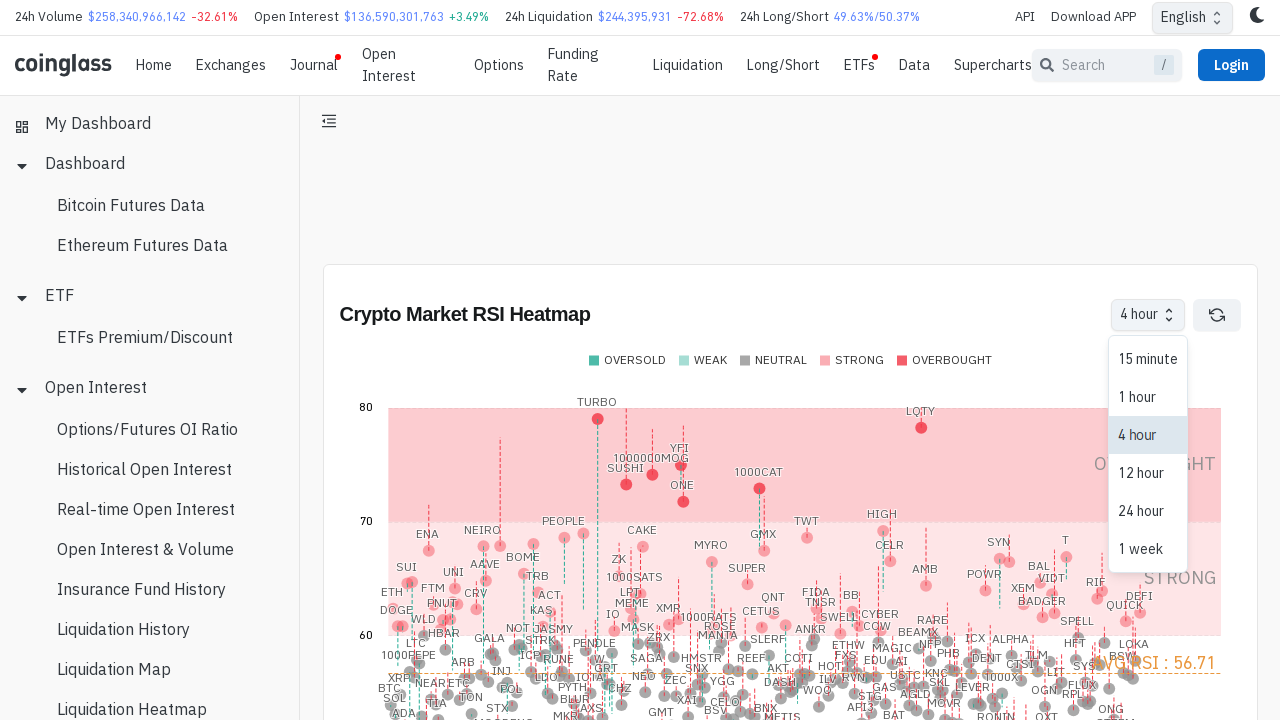 24h Volume $258,340,966,142 -32.61% Open Interest $136,590,301,763 +3.49% 24h Liquidation $244,395,931 -72.68% 24h Long/Short 49.63%/50.37% API Download APP English
coinglass Home Exchanges Journal Open Interest Options Funding Rate Liquidation Long/Short ETFs Data Supercharts Search / Login
My Dashboard
Dashboard
Bitcoin Futures Data
Ethereum Futures Data
ETF
ETFs Premium/Discount
Open Interest
Options/Futures OI Ratio
Historical Open Interest
Real-time Open Interest
Open Interest & Volume
Insurance Fund History
Liquidation History
Liquidation Map
Liquidation Heatmap
Crypto Market RSI Heatmap 4 hour
15 minute
1 hour
4 hour
12 hour
24 hour
1 week
OVERSOLD WEAK NEUTRAL STRONG OVERBOUGHT
80
TURBO LQTY
YFI
1000000MOG
SUSHI 1000CAT
ONE
70
HIGH
PEOPLE TWT
NEIRO CAKE
ENA GMX
SYN T
MYRO CELR
BOME ZX
SUI AAVE SUPER AMB BAL
UNI TRB 1000SATS POWR VIDT
STRONG
ETH FTM CRV ACT LPT FIDA BB XEM RIF
DOGE PNUT MEME QNT TNSR BADGER DEFI
WLD KAS IO XMR CETUS SWELL CYBER QUICK
HBAR NOT JASMY MASK 1000RATS ROSE ANKR COW RARE SPELL
60
LTC GALA STRK PENDLE ZRX MANTA SLERF ETHW BEAMX NFP ICX ALPHA HFT LOKA
1000PEPE ARB ICP RUNE W SAGA HMSTR REEF COTI FXS MAGIC PHB DENT ILM BSW
AVG RSI : 56.71
XRP NEAR ETC INJ LDO GRT IOTA NEO SNX AKT HOT EDU AI KNC CTSI LIT SYS
BTC SOL TIA TON POL PYTH CHZ ZEC YGG DASH ILV RVN USTC SKL 1000X FLUX
ADA STX BLUR AXS XAI CELO WOO GAS STG AGLD LEVER OGN RPL
MKR GMT BSV BNX METIS API3 BAT MOVR RONIN OXT ONG